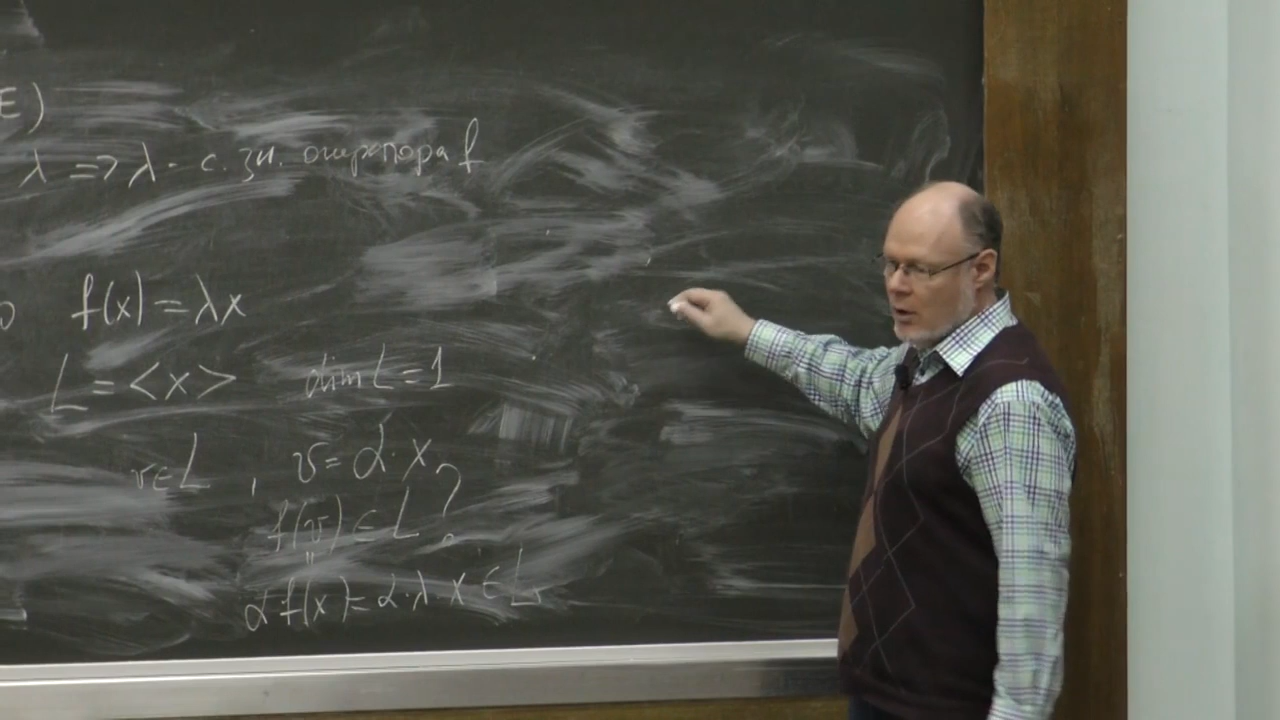 E)
λ => λ - с. зн. оператора f
о f(x) = λx
L = <x> dim L = 1
v ∈ L , v = α · x
f(v) ∈ L ?
"
α f(x) = α · λ · x ∈ L